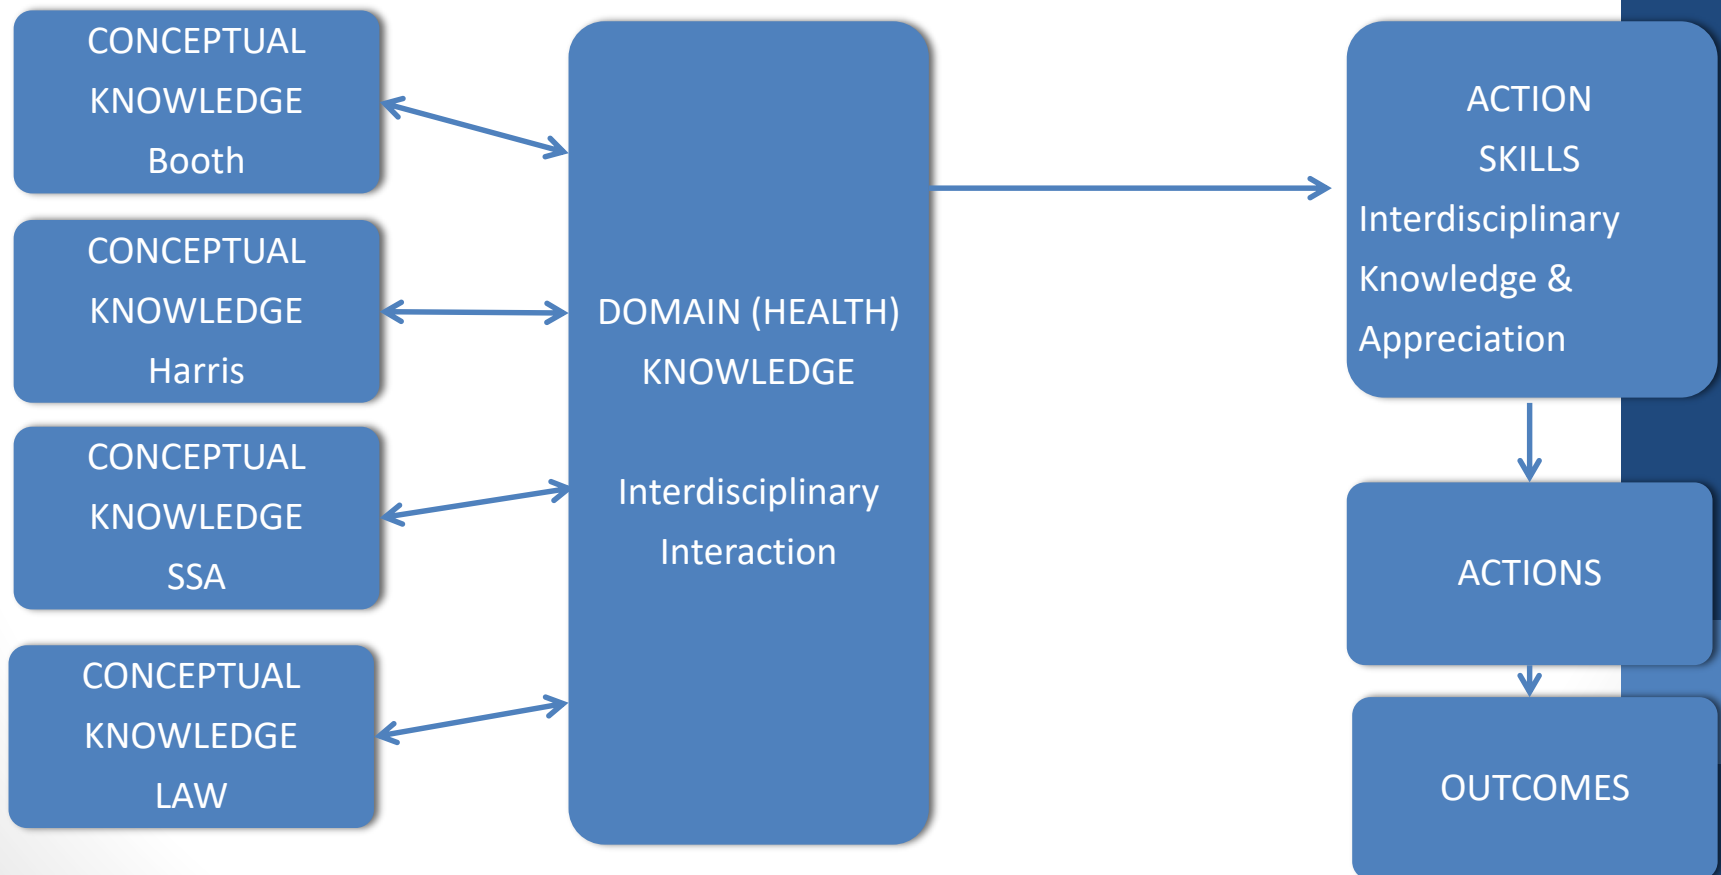 CONCEPTUAL
KNOWLEDGE
Booth
CONCEPTUAL
KNOWLEDGE
Harris
CONCEPTUAL
KNOWLEDGE
SSA
CONCEPTUAL
KNOWLEDGE
LAW
DOMAIN (HEALTH)
KNOWLEDGE
Interdisciplinary
Interaction
ACTION
SKILLS
Interdisciplinary
Knowledge &
Appreciation
ACTIONS
OUTCOMES